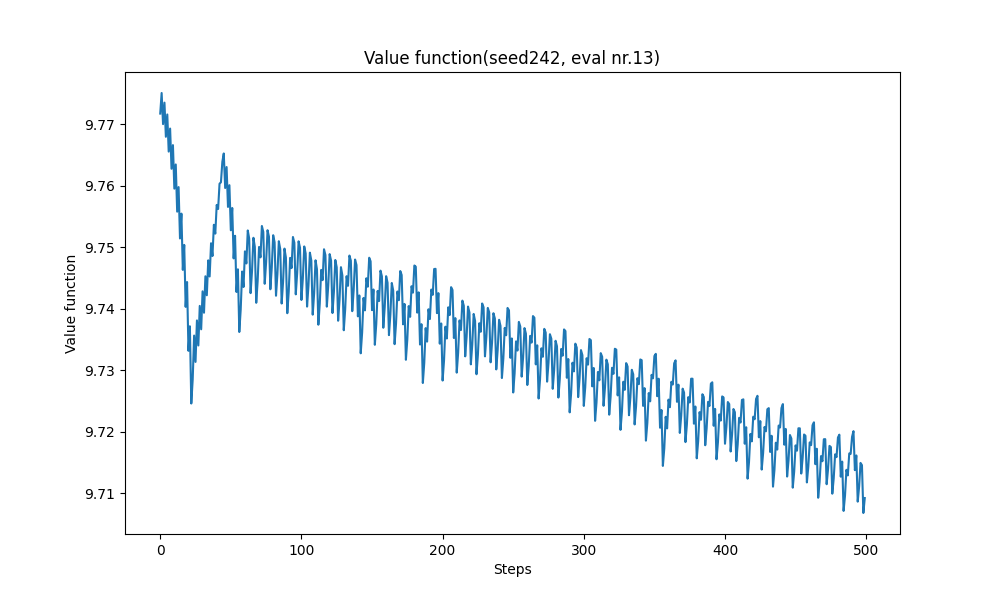 Value function(seed242, eval nr.13)
Value function
9.77
9.76
9.75
9.74
9.73
9.72
9.71
0 100 200 300 400 500
Steps